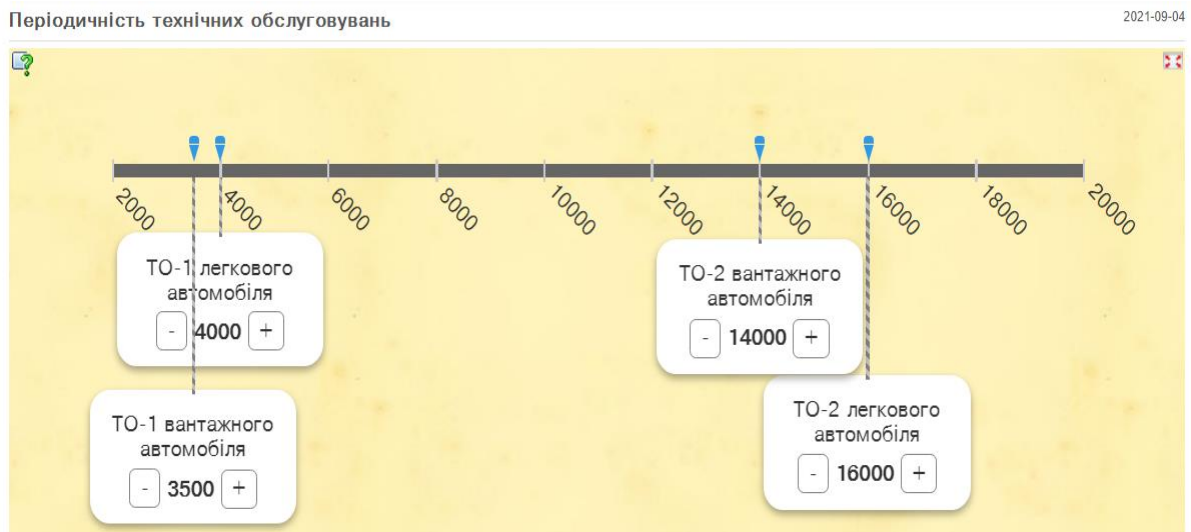 Періодичність технічних обслуговувань
2021-09-04
2000
4000
6000
8000
10000
12000
14000
16000
18000
20000
ТО-1 легкового
автомобіля
- 4000 +
ТО-2 вантажного
автомобіля
- 14000 +
ТО-1 вантажного
автомобіля
- 3500 +
ТО-2 легкового
автомобіля
- 16000 +